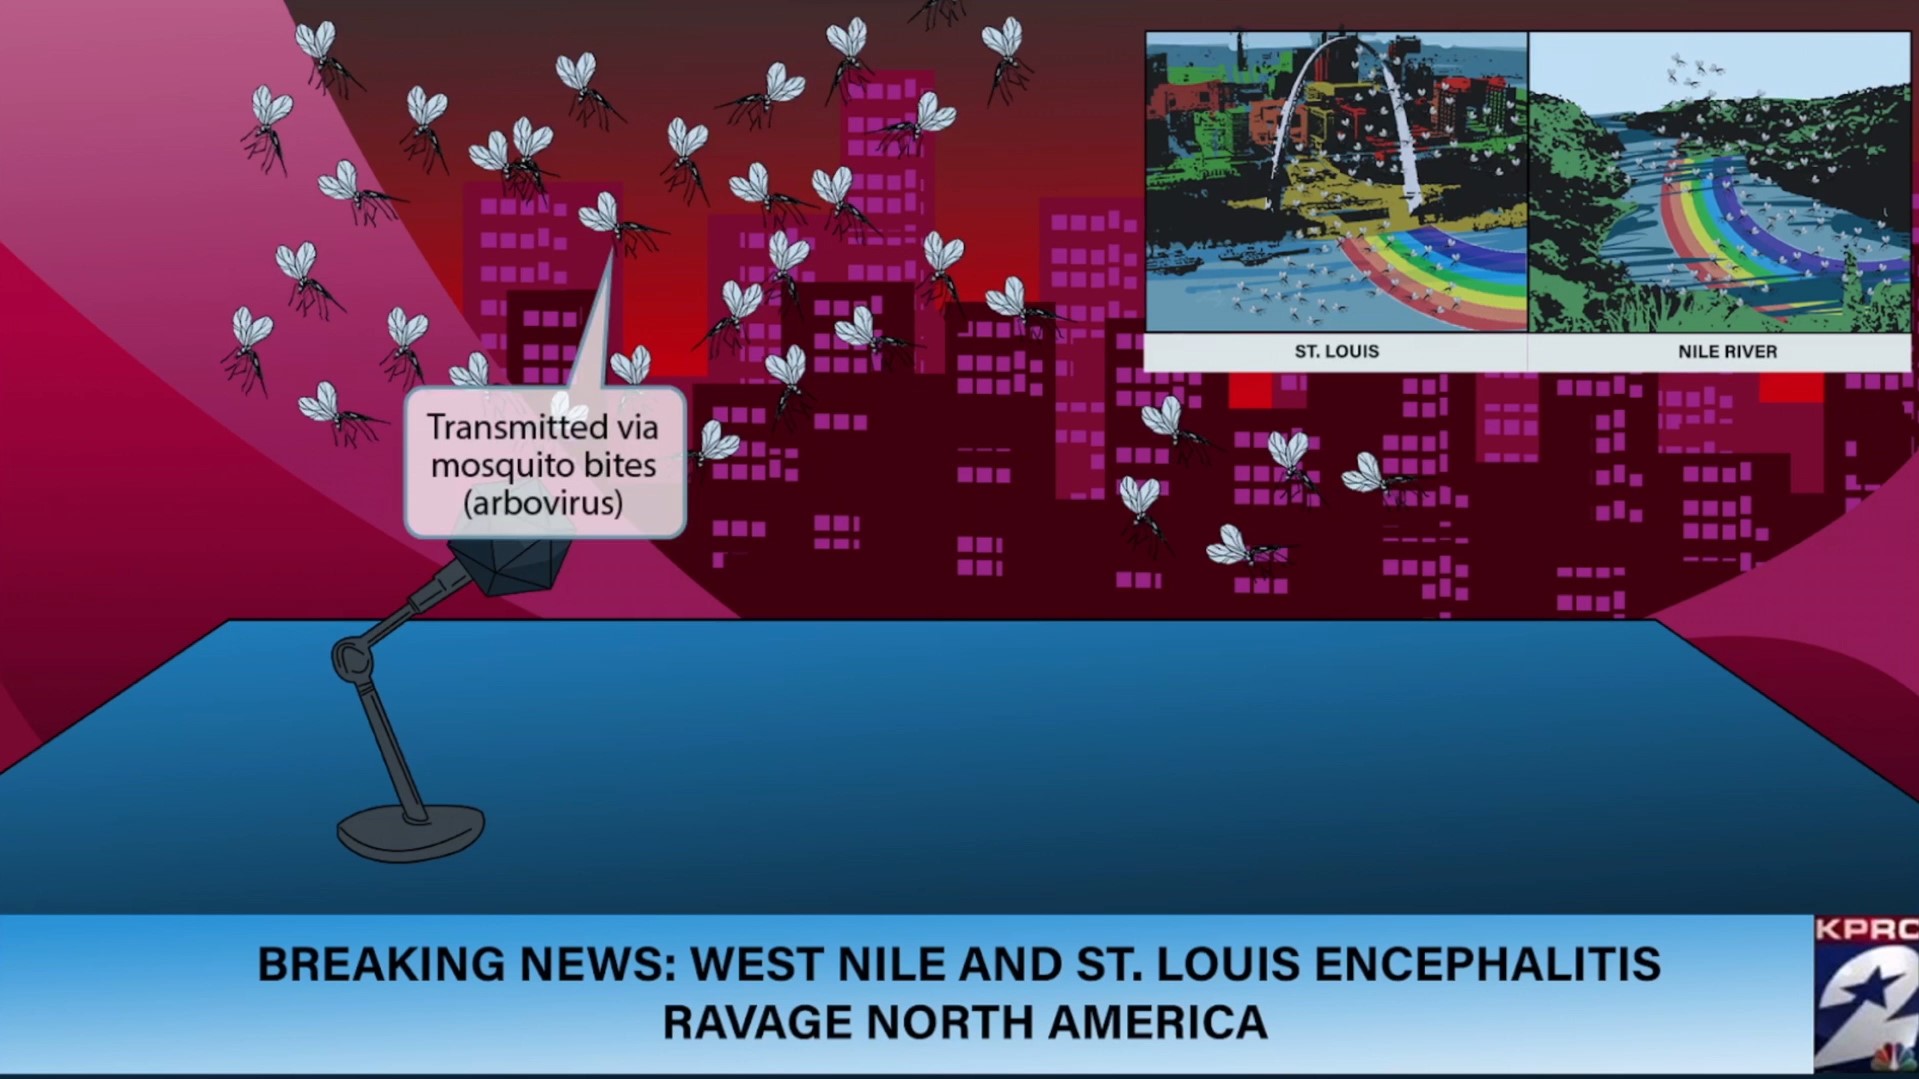 ST. LOUIS
NILE RIVER
Transmitted via
mosquito bites
(arbovirus)
BREAKING NEWS: WEST NILE AND ST. LOUIS ENCEPHALITIS
RAVAGE NORTH AMERICA
KPRC
2